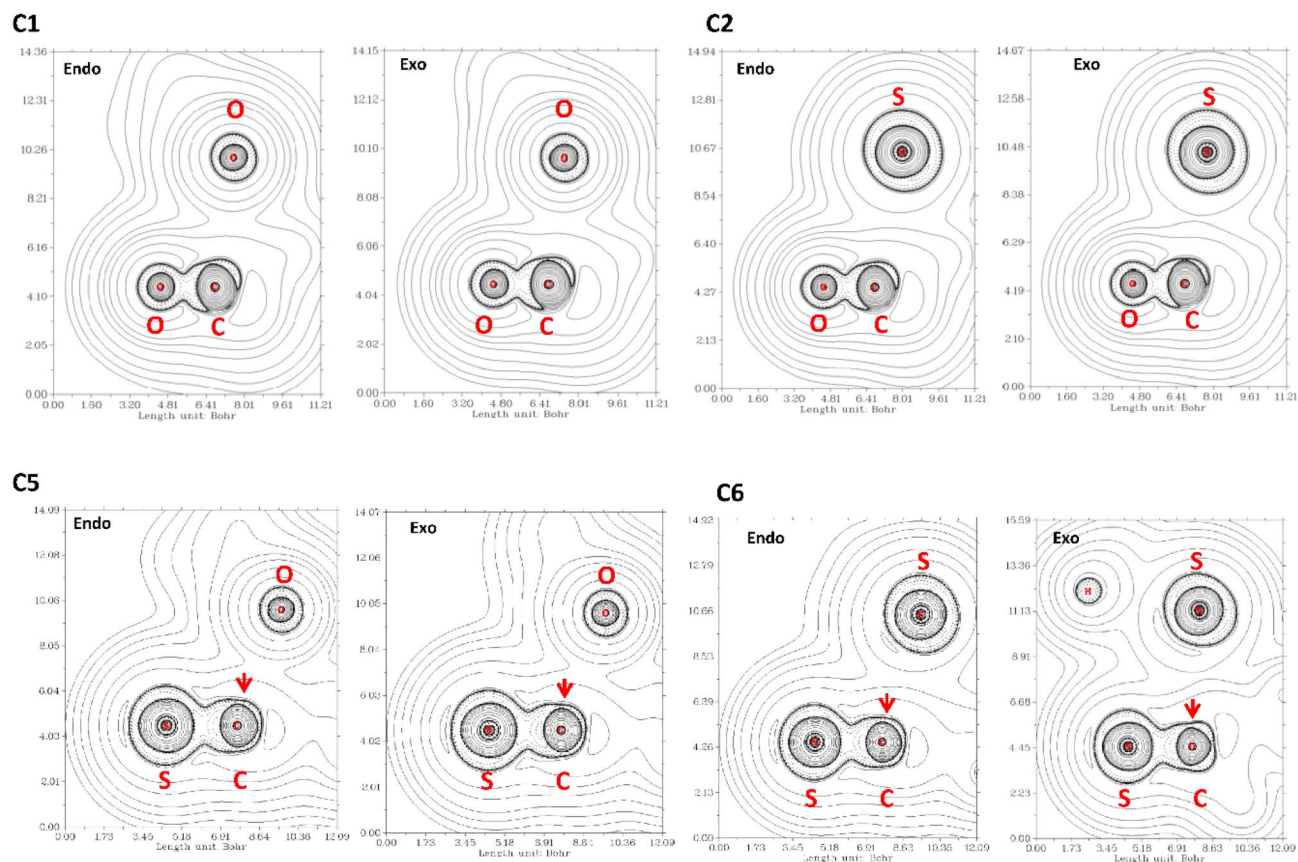 C1
C2
Endo
14.36
12.31
10.26
8.21
6.16
4.10
2.05
0.00
O
O
C
0.00 1.60 3.20 4.81 6.41 8.01 9.61 11.21
Length unit: Bohr
Exo
14.15
12.12
10.10
8.08
6.06
4.04
2.02
0.00
O
O
C
0.00 1.60 3.20 4.80 6.41 8.01 9.61 11.21
Length unit: Bohr
Endo
14.94
12.81
10.67
8.54
6.40
4.27
2.13
0.00
S
O
C
0.00 1.60 3.20 4.81 6.41 8.01 9.61 11.21
Length unit: Bohr
Exo
14.67
12.58
10.48
8.38
6.29
4.19
2.10
0.00
S
O
C
0.00 1.60 3.20 4.81 6.41 8.01 9.61 11.21
Length unit: Bohr
C5
C6
Endo
14.09
12.08
10.06
8.05
6.04
4.03
2.01
0.00
O
S
C
0.00 1.73 3.45 5.18 6.91 8.64 10.36 12.09
Length unit: Bohr
Exo
14.07
12.06
10.05
8.04
6.03
4.02
2.01
0.00
O
S
C
0.00 1.73 3.45 5.18 6.91 8.64 10.36 12.09
Length unit: Bohr
Endo
14.92
12.79
10.66
8.53
6.39
4.26
2.13
0.00
S
S
C
0.00 1.73 3.45 5.18 6.91 8.63 10.36 12.09
Length unit: Bohr
Exo
15.59
13.36
11.13
8.91
6.68
4.45
2.23
0.00
H
S
S
C
0.00 1.73 3.45 5.18 6.91 8.63 10.36 12.09
Length unit: Bohr